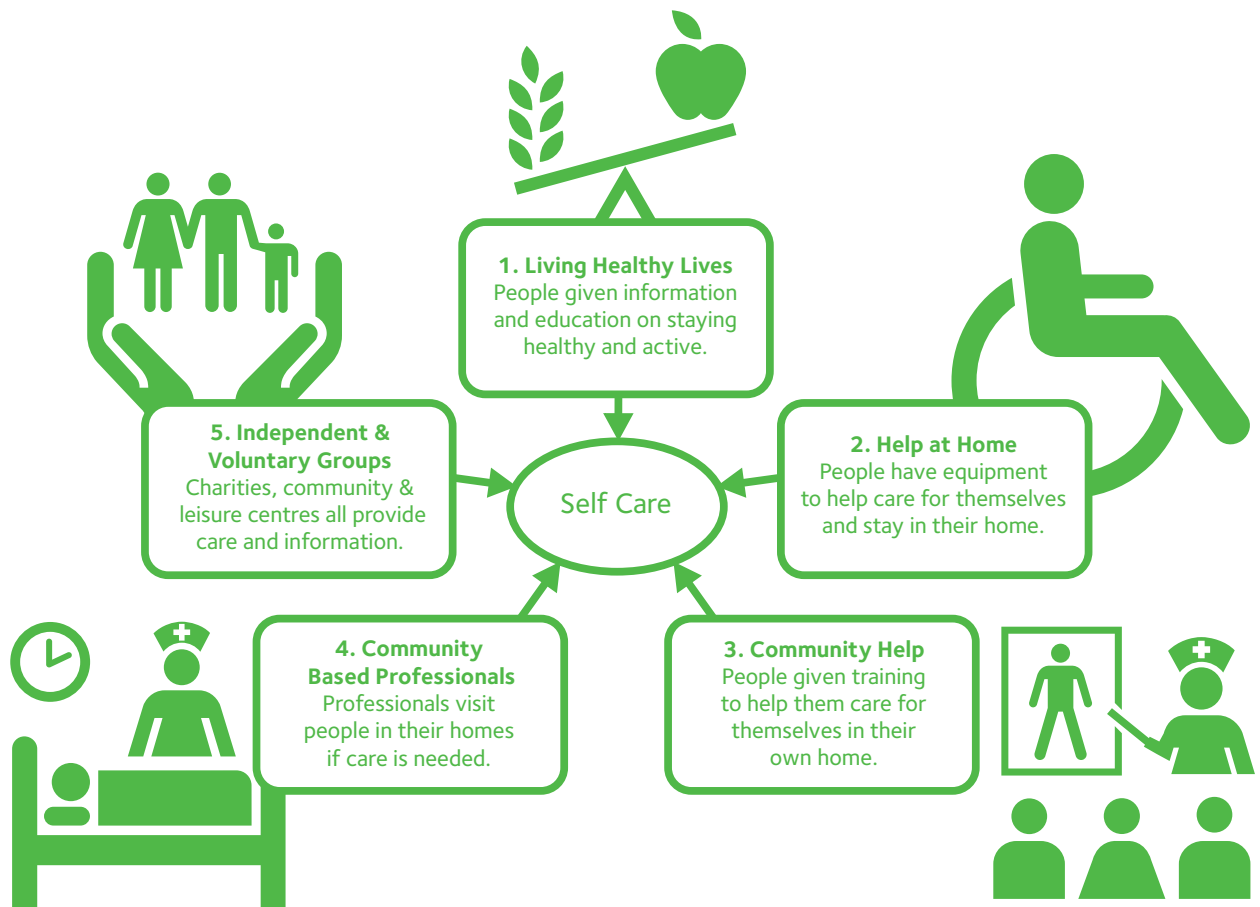 1. Living Healthy Lives
People given information
and education on staying
healthy and active.
2. Help at Home
People have equipment
to help care for themselves
and stay in their home.
3. Community Help
People given training
to help them care for
themselves in their
own home.
4. Community
Based Professionals
Professionals visit
people in their homes
if care is needed.
5. Independent &
Voluntary Groups
Charities, community &
leisure centres all provide
care and information.
Self Care